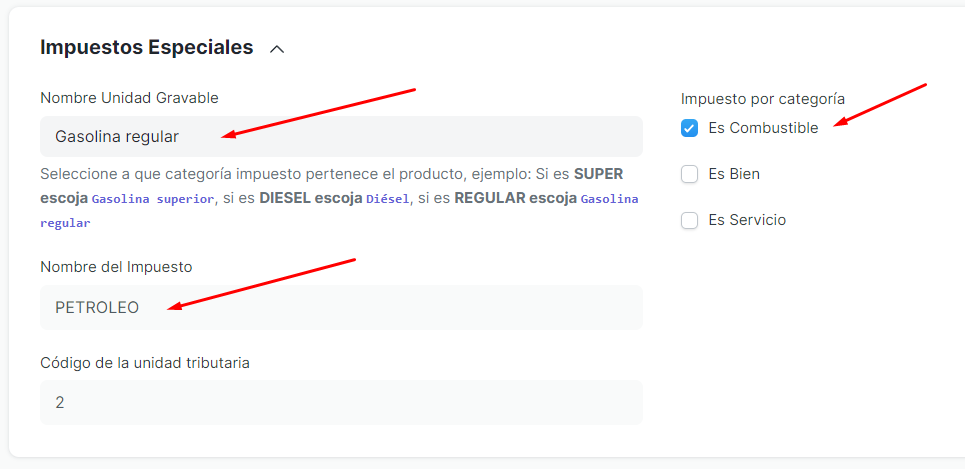 Impuestos Especiales
Nombre Unidad Gravable
Gasolina regular
Seleccione a que categoría impuesto pertenece el producto, ejemplo: Si es SUPER
escoja Gasolina superior, si es DIESEL escoja Diésel, si es REGULAR escoja Gasolina
regular
Nombre del Impuesto
PETROLEO
Código de la unidad tributaria
2
Impuesto por categoría
Es Combustible
Es Bien
Es Servicio